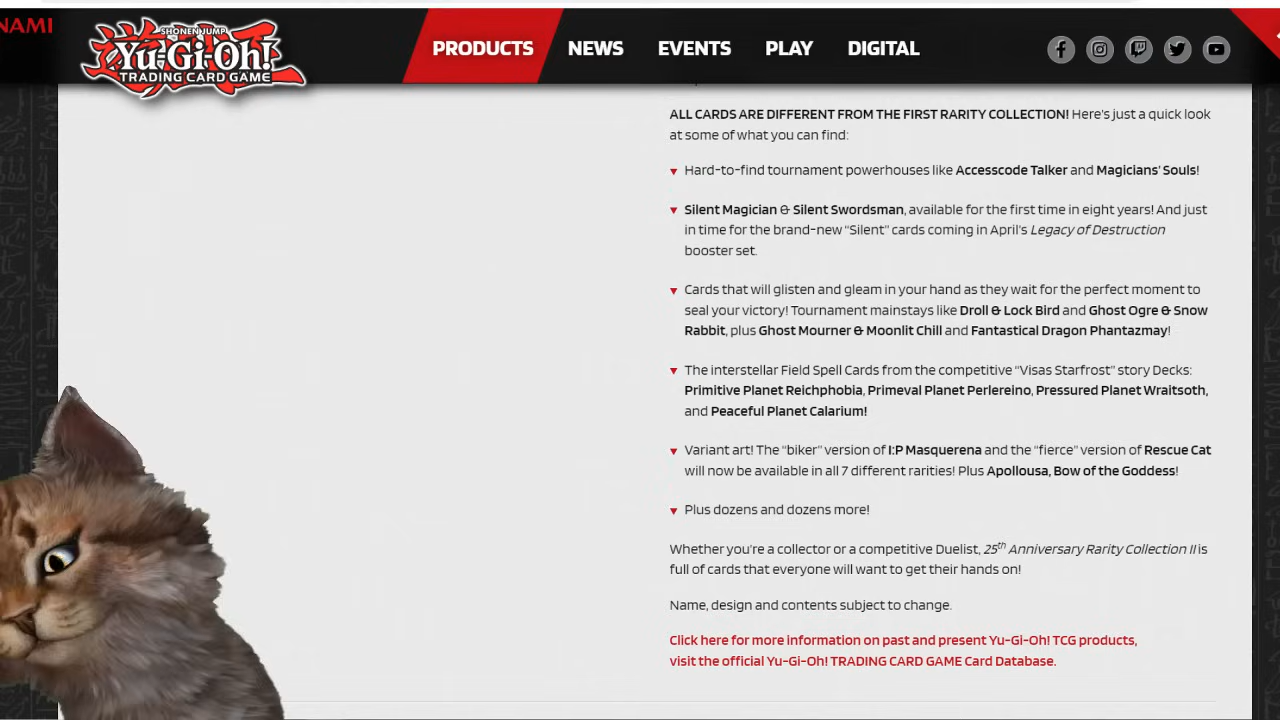 NAMI
SHONEN JUMP
Yu-Gi-Oh!
TRADING CARD GAME
PRODUCTS NEWS EVENTS PLAY DIGITAL
ALL CARDS ARE DIFFERENT FROM THE FIRST RARITY COLLECTION! Here's just a quick look
at some of what you can find:
Hard-to-find tournament powerhouses like Accesscode Talker and Magicians' Souls!
Silent Magician & Silent Swordsman, available for the first time in eight years! And just
in time for the brand-new "Silent" cards coming in April's Legacy of Destruction
booster set.
Cards that will glisten and gleam in your hand as they wait for the perfect moment to
seal your victory! Tournament mainstays like Droll & Lock Bird and Ghost Ogre & Snow
Rabbit, plus Ghost Mourner & Moonlit Chill and Fantastical Dragon Phantazmay!
The interstellar Field Spell Cards from the competitive "Visas Starfrost" story Decks:
Primitive Planet Reichphobia, Primeval Planet Perlereino, Pressured Planet Wraitsoth,
and Peaceful Planet Calarium!
Variant art! The "biker" version of I:P Masquerena and the "fierce" version of Rescue Cat
will now be available in all 7 different rarities! Plus Apollousa, Bow of the Goddess!
Plus dozens and dozens more!
Whether you're a collector or a competitive Duelist, 25th Anniversary Rarity Collection II is
full of cards that everyone will want to get their hands on!
Name, design and contents subject to change.
Click here for more information on past and present Yu-Gi-Oh! TCG products,
visit the official Yu-Gi-Oh! TRADING CARD GAME Card Database.